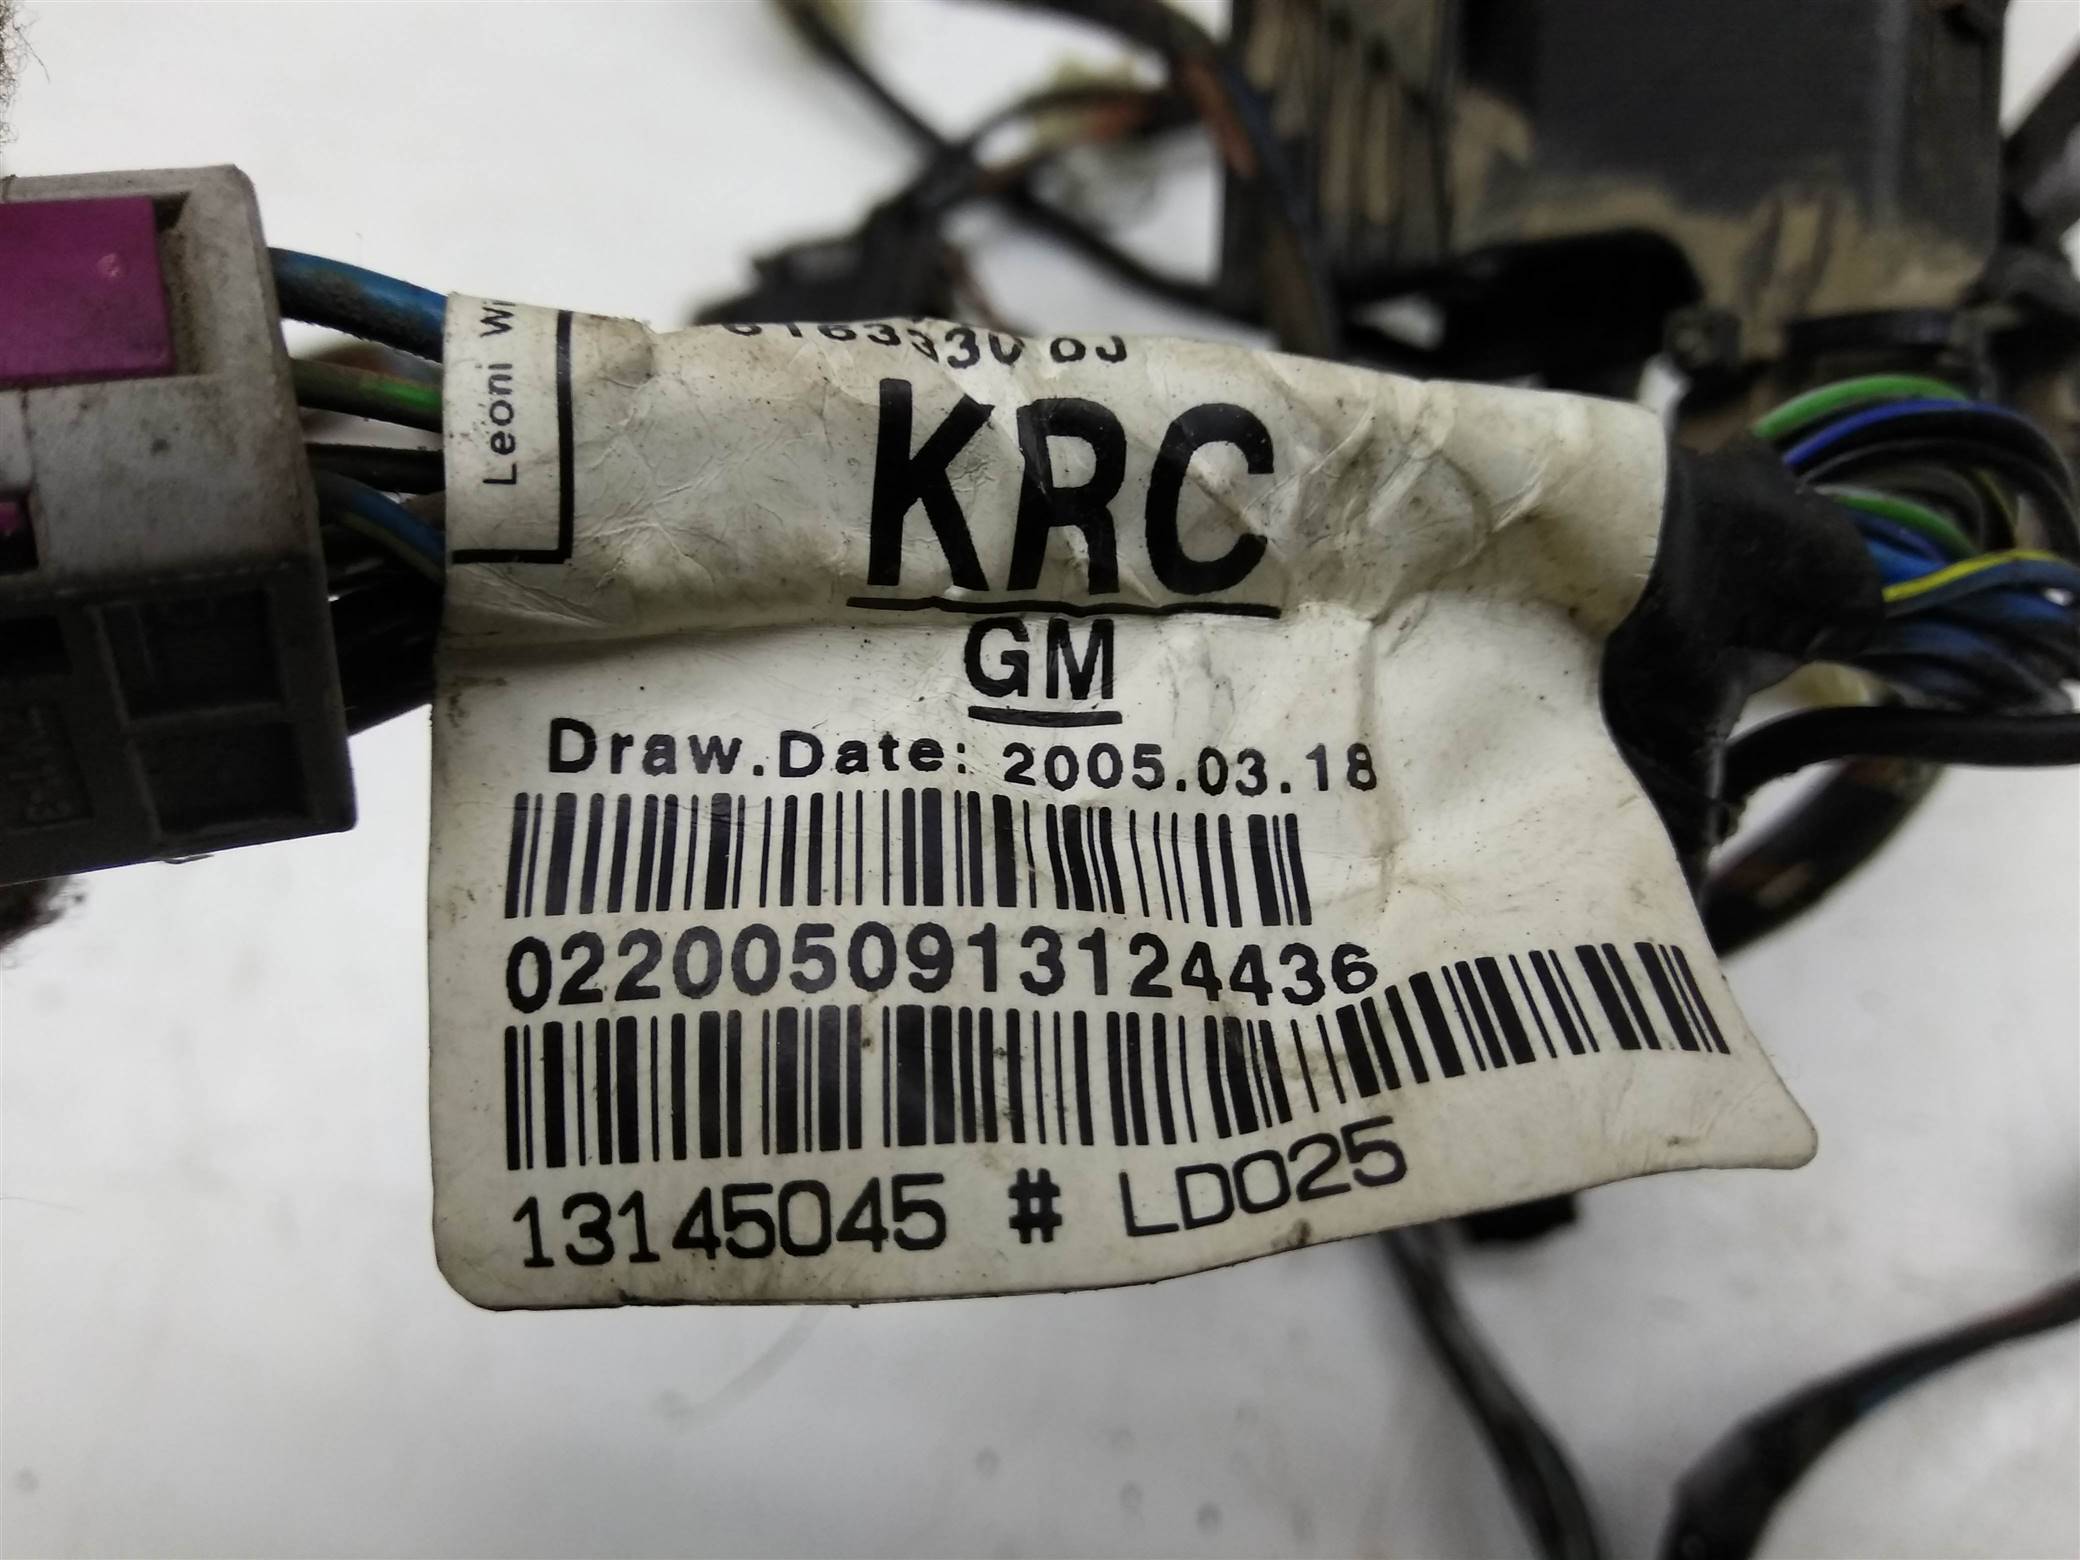 Leoni
KRC
GM
Draw.Date: 2005.03.18
0220050913124436
13145045 # LD025